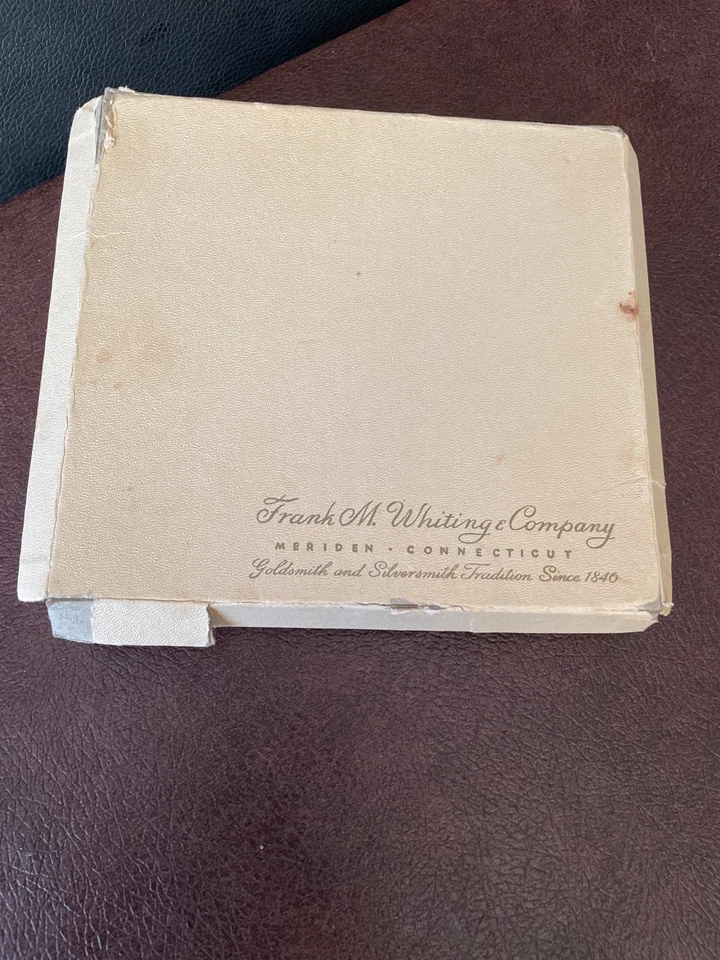 Frank M. Whiting & Company
MERIDEN · CONNECTICUT
Goldsmith and Silversmith Tradition Since 1840